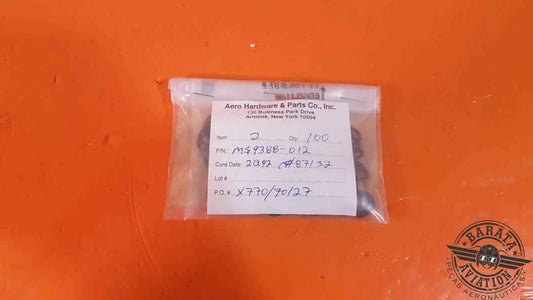 Aero Hardware & Parts Co., Inc.
130 Business Park Drive
Armonk, New York 10504
Item 2 Qty. 100
P/N: MS9388-012
Cure Date: 2Q92
Lot #
P.O. # X770/70127
BARATA
AVIATION
PEÇAS AERONÁUTICAS